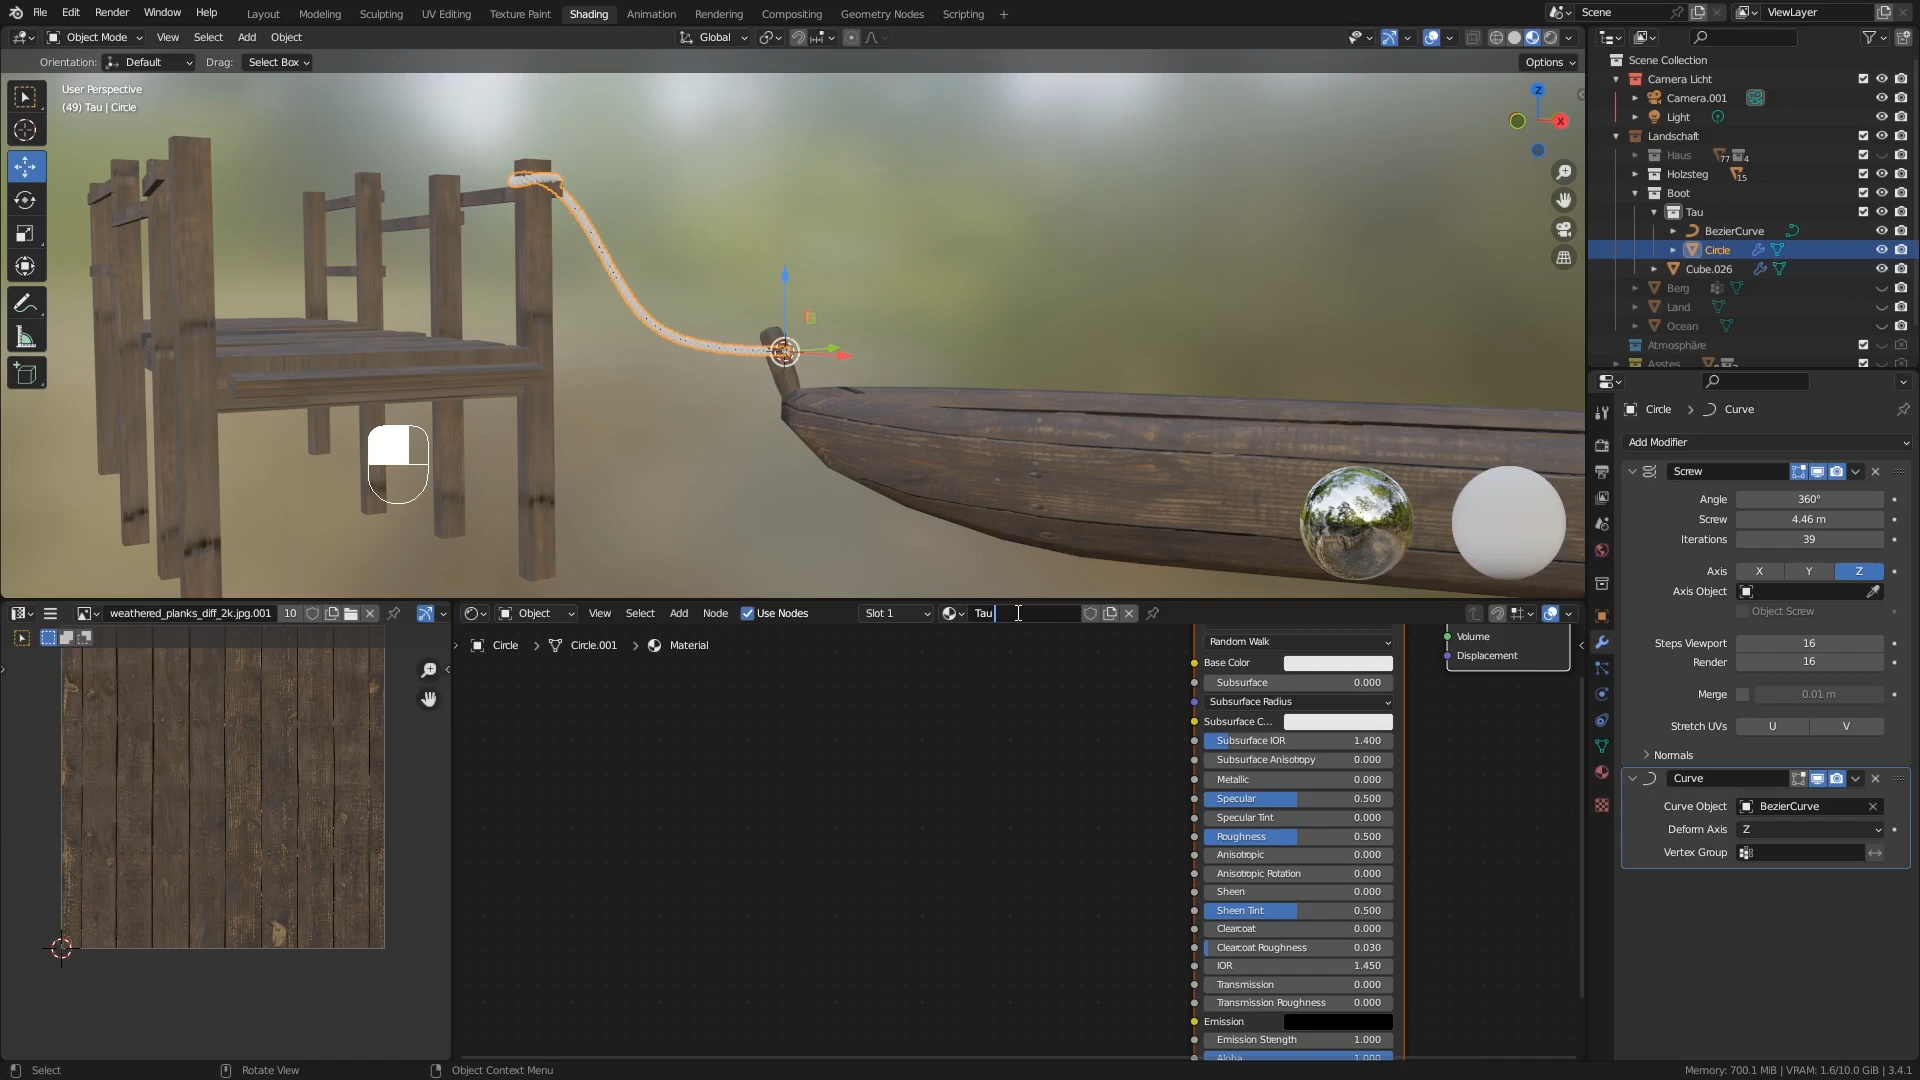 File Edit Render Window Help Layout Modeling Sculpting UV Editing Texture Paint Shading Animation Rendering Compositing Geometry Nodes Scripting + Scene ViewLayer
Object Mode View Select Add Object Global
Orientation: Default Drag: Select Box Options
User Perspective
(49) Tau | Circle
Z
X
Scene Collection
Camera Licht
Camera.001
Light
Landschaft
Haus 77 4
Holzsteg 15
Boot
Tau
BezierCurve
Circle
Cube.026
Berg
Land
Ocean
Atmosphäre
Asstes
Circle > Curve
Add Modifier
Screw
Angle 360°
Screw 4.46 m
Iterations 39
Axis X Y Z
Axis Object
Object Screw
Steps Viewport 16
Render 16
Merge 0.01 m
Stretch UVs U V
Normals
Curve
Curve Object BezierCurve
Deform Axis Z
Vertex Group
weathered_planks_diff_2k.jpg.001 10
Object View Select Add Node Use Nodes Slot 1 Tau
Circle > Circle.001 > Material
Random Walk
Base Color
Subsurface 0.000
Subsurface Radius
Subsurface C...
Subsurface IOR 1.400
Subsurface Anisotropy 0.000
Metallic 0.000
Specular 0.500
Specular Tint 0.000
Roughness 0.500
Anisotropic 0.000
Anisotropic Rotation 0.000
Sheen 0.000
Sheen Tint 0.500
Clearcoat 0.000
Clearcoat Roughness 0.030
IOR 1.450
Transmission 0.000
Transmission Roughness 0.000
Emission
Emission Strength 1.000
Alpha 1.000
Volume
Displacement
Select Rotate View Object Context Menu Memory: 700.1 MiB | VRAM: 1.6/10.0 GiB | 3.4.1